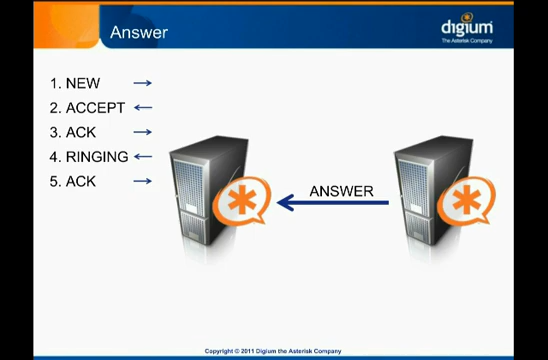 Answer
digium
The Asterisk Company
1. NEW →
2. ACCEPT ←
3. ACK →
4. RINGING ←
5. ACK →
ANSWER
Copyright © 2011 Digium the Asterisk Company